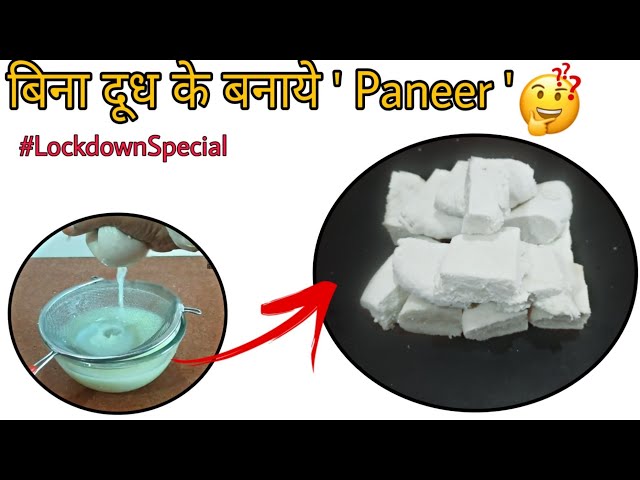 बिना दूध के बनाये ' Paneer '
#LockdownSpecial